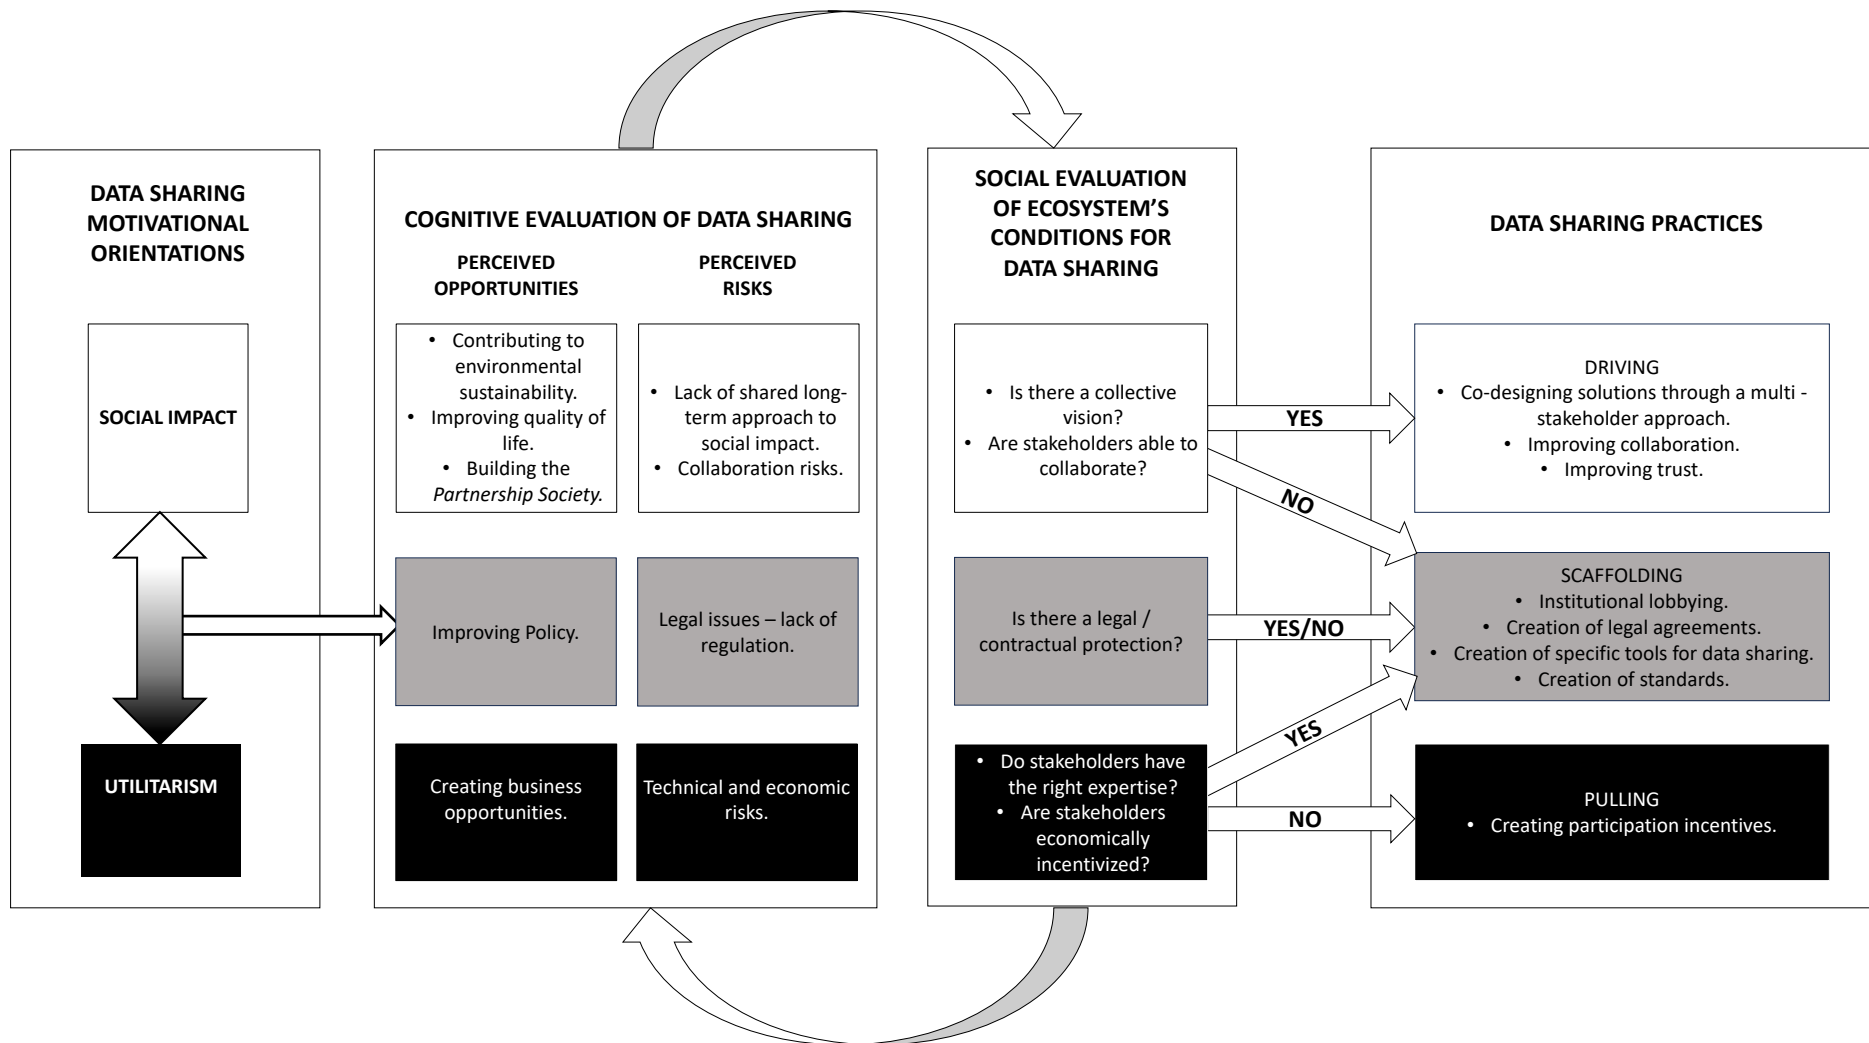 DATA SHARING
MOTIVATIONAL
ORIENTATIONS
SOCIAL IMPACT
UTILITARISM
COGNITIVE EVALUATION OF DATA SHARING
PERCEIVED
OPPORTUNITIES
PERCEIVED
RISKS
• Contributing to
environmental
sustainability.
• Improving quality of
life.
• Building the
Partnership Society.
• Lack of shared long-
term approach to
social impact.
• Collaboration risks.
Improving Policy.
Legal issues – lack of
regulation.
Creating business
opportunities.
Technical and economic
risks.
SOCIAL EVALUATION
OF ECOSYSTEM’S
CONDITIONS FOR
DATA SHARING
• Is there a collective
vision?
• Are stakeholders able to
collaborate?
Is there a legal /
contractual protection?
• Do stakeholders have
the right expertise?
• Are stakeholders
economically
incentivized?
YES
NO
YES/NO
YES
NO
DATA SHARING PRACTICES
DRIVING
• Co-designing solutions through a multi -
stakeholder approach.
• Improving collaboration.
• Improving trust.
SCAFFOLDING
• Institutional lobbying.
• Creation of legal agreements.
• Creation of specific tools for data sharing.
• Creation of standards.
PULLING
• Creating participation incentives.